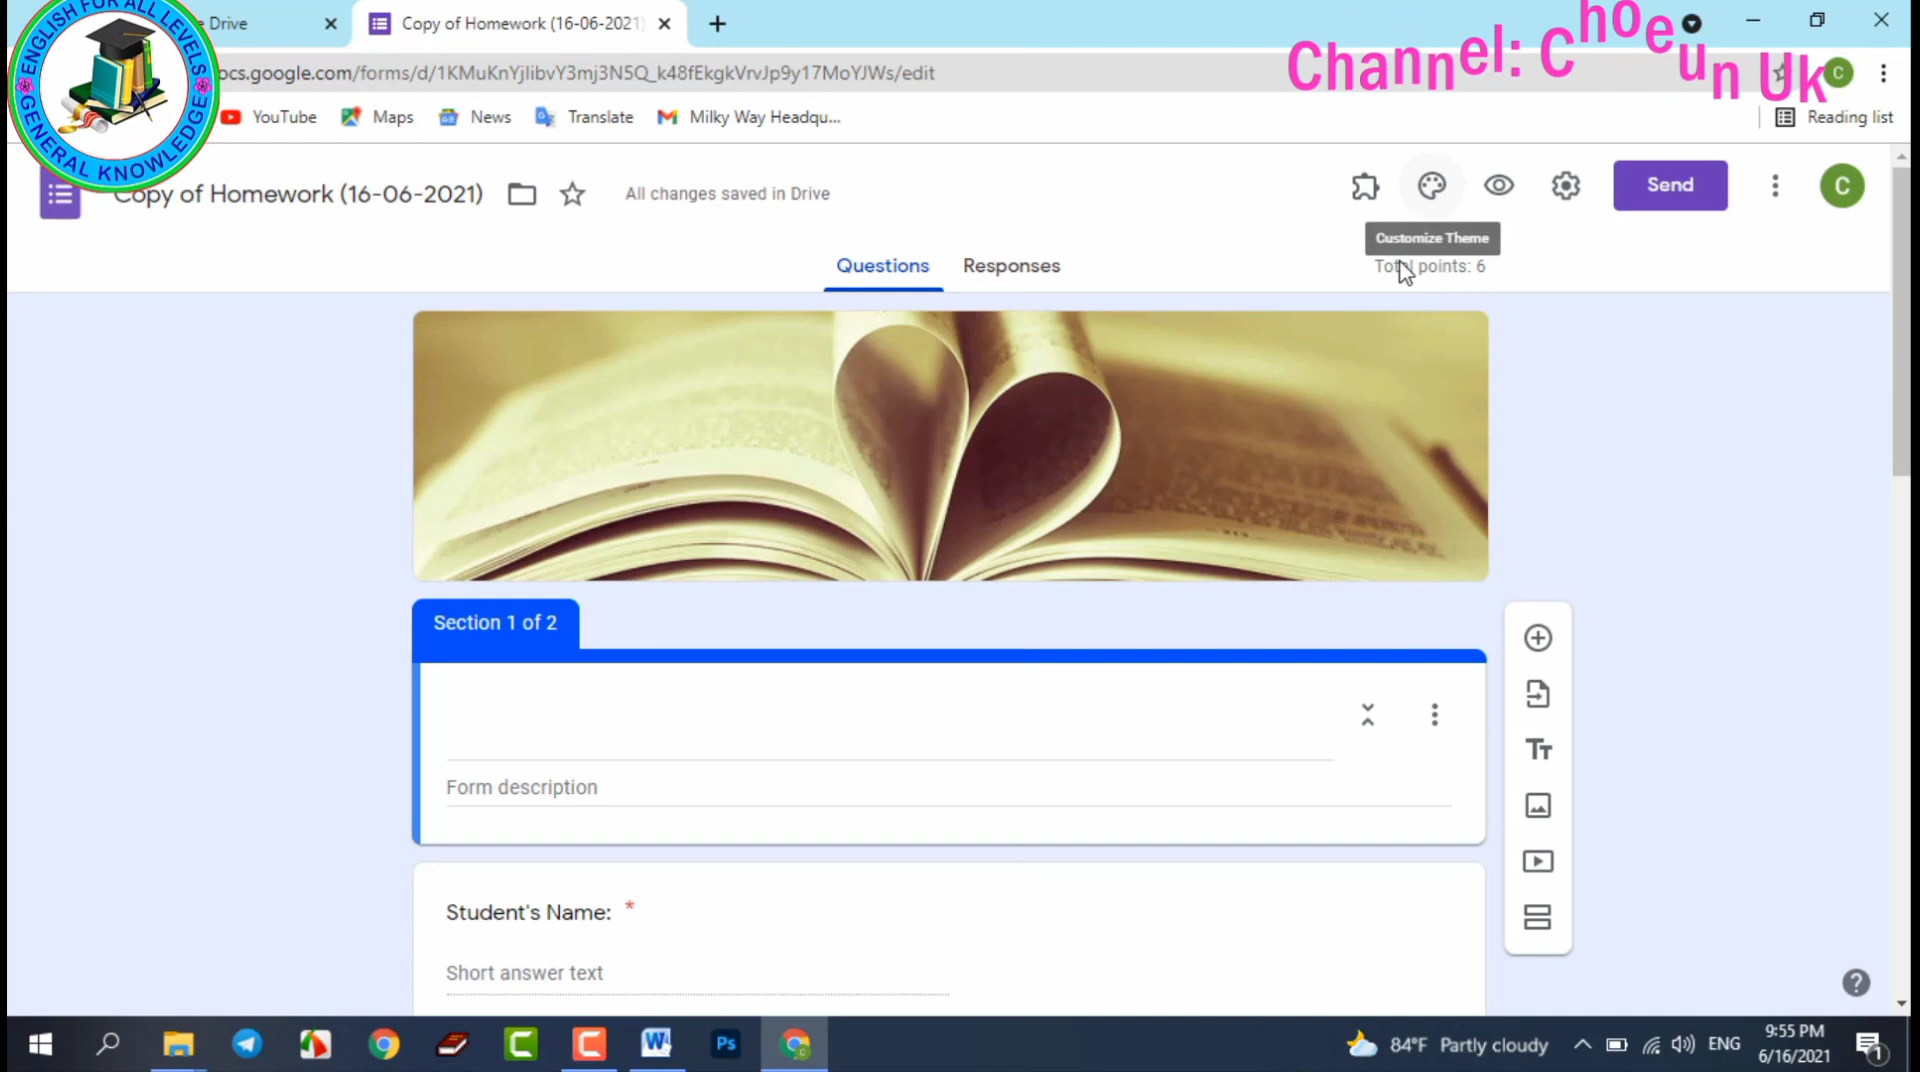 Drive
Copy of Homework (16-06-2021)
Channel: Choeun Uk
ENGLISH FOR ALL LEVELS
GENERAL KNOWLEDGE
ocs.google.com/forms/d/1KMuKnYjlibvY3mj3N5Q_k48fEkgkVrvJp9y17MoYJWs/edit
C
YouTube
Maps
News
Translate
Milky Way Headqu...
Reading list
Copy of Homework (16-06-2021)
All changes saved in Drive
Send
C
Customize Theme
Questions
Responses
Total points: 6
Section 1 of 2
Form description
Student's Name: *
Short answer text
84°F Partly cloudy
ENG
9:55 PM
6/16/2021
1